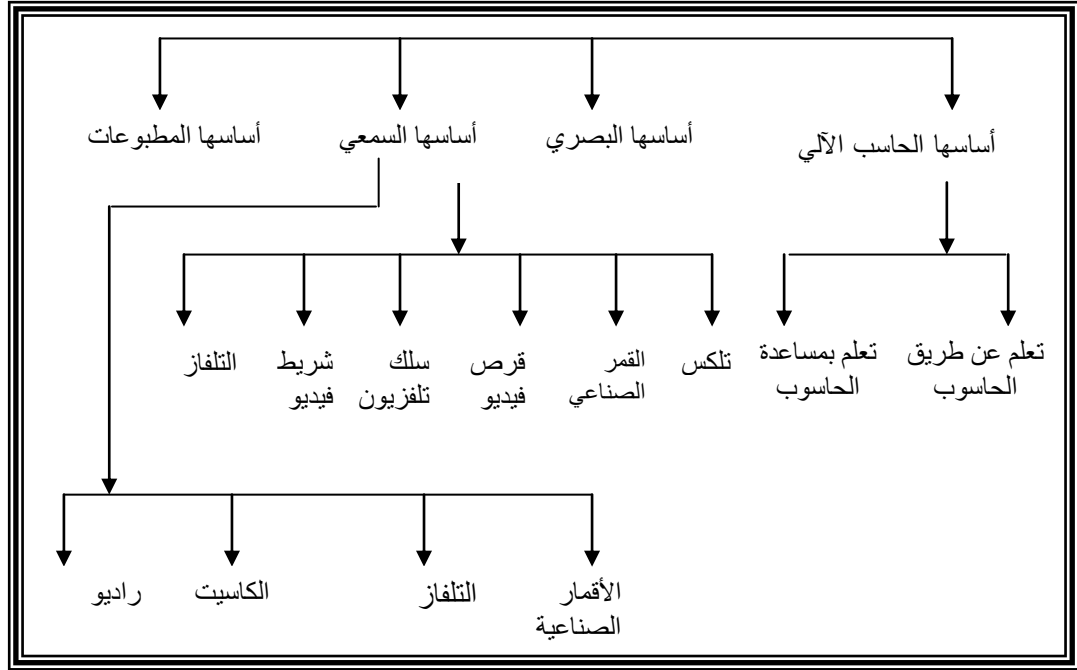 أساسها الحاسب الآلي
أساسها البصري
أساسها السمعي
أساسها المطبوعات
تعلم عن طريق
الحاسوب
تعلم بمساعدة
الحاسوب
تلكس
القمر
الصناعي
قرص
فيديو
سلك
تلفزيون
شريط
فيديو
التلفاز
الأقمار
الصناعية
التلفاز
الكاسيت
راديو